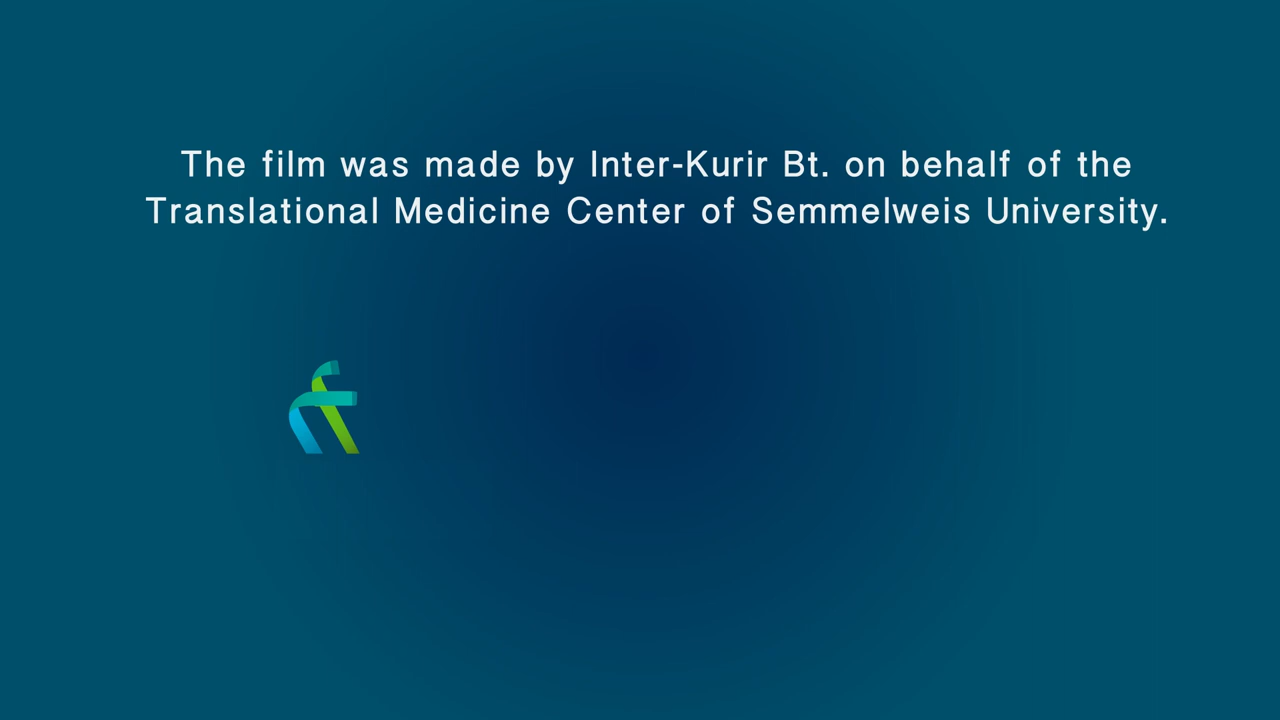 The film was made by Inter-Kurir Bt. on behalf of the
Translational Medicine Center of Semmelweis University.